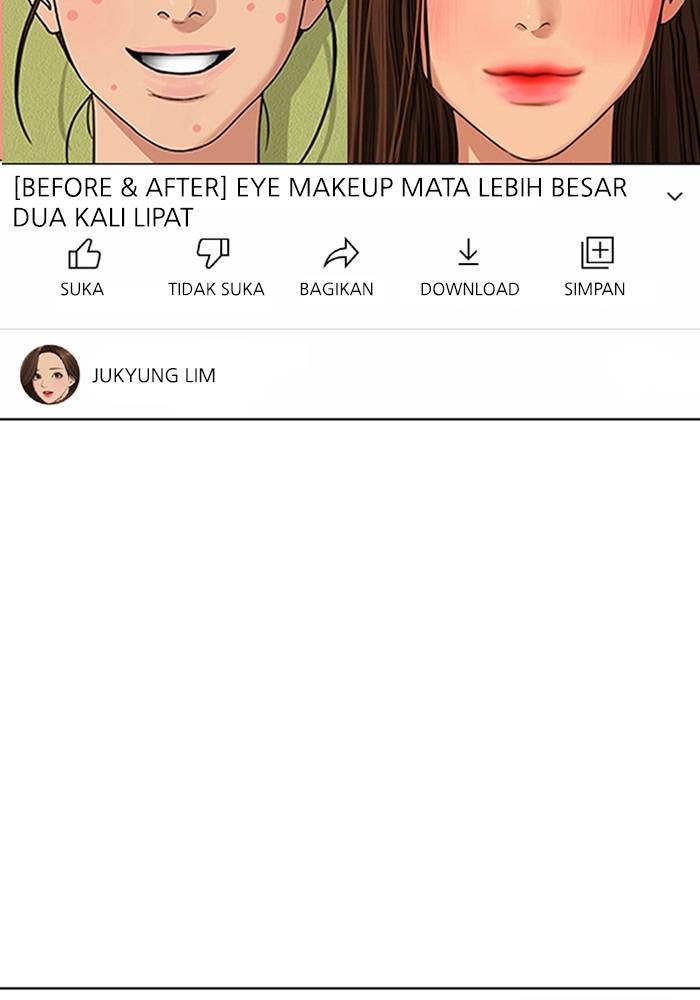 [BEFORE & AFTER] EYE MAKEUP MATA LEBIH BESAR
DUA KALI LIPAT
SUKA
TIDAK SUKA
BAGIKAN
DOWNLOAD
SIMPAN
JUKYUNG LIM